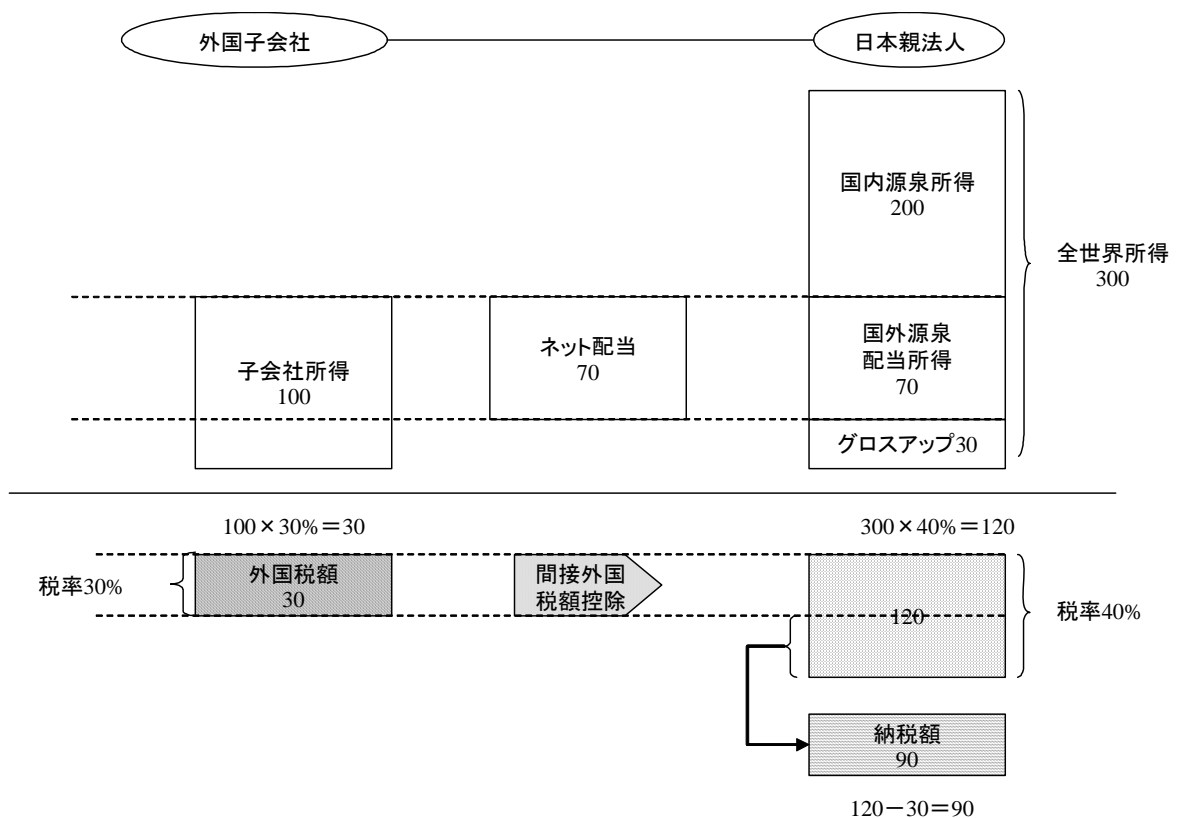 外国子会社
日本親法人
国内源泉所得
200
全世界所得
300
子会社所得
100
ネット配当
70
国外源泉
配当所得
70
グロスアップ30
100×30%＝30
300×40%＝120
税率30%
外国税額
30
間接外国
税額控除
120
税率40%
納税額
90
120－30＝90